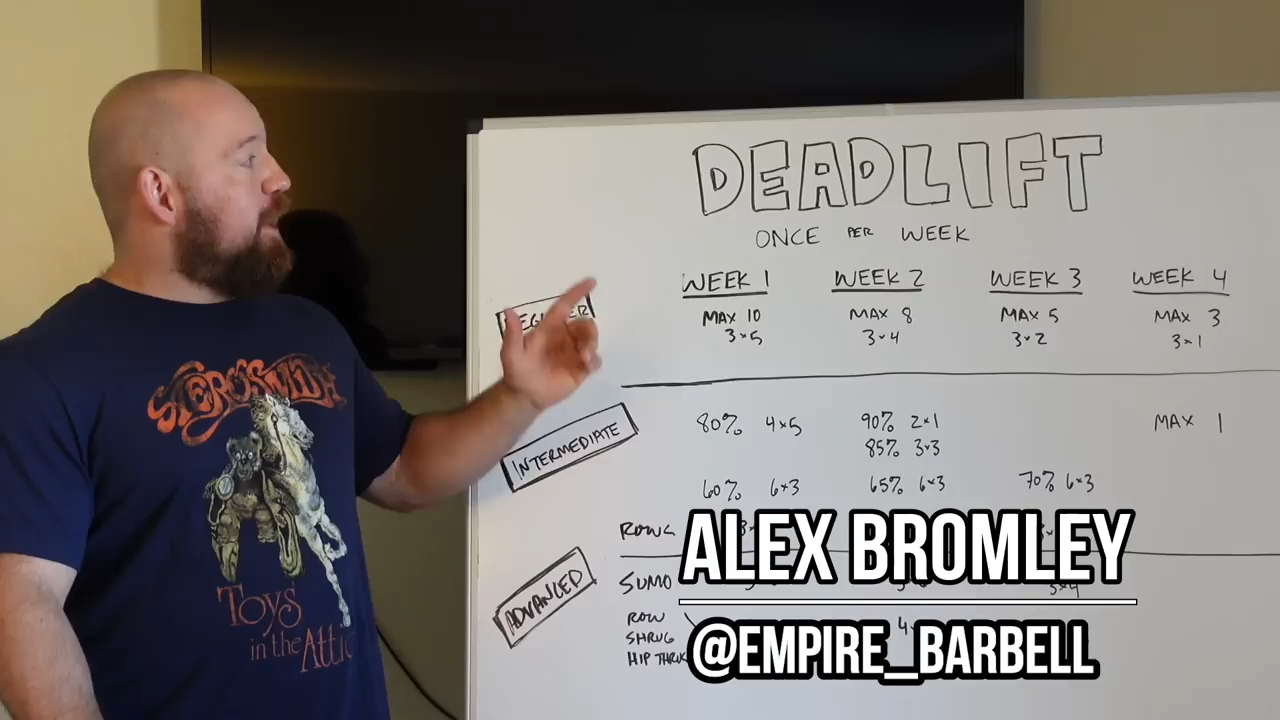 DEADLIFT
ONCE PER WEEK
WEEK 1 WEEK 2 WEEK 3 WEEK 4
MAX 10 MAX 8 MAX 5 MAX 3
3×5 3×4 3×2 3×1
INTERMEDIATE
80% 4×5 90% 2×1 MAX 1
85% 3×3
60% 6×3 65% 6×3 70% 6×3
ADVANCED
SUMO
ROW
SHRUG
HIP
AEROSMITH
Toys
in the Attic
ALEX BROMLEY
@EMPIRE_BARBELL